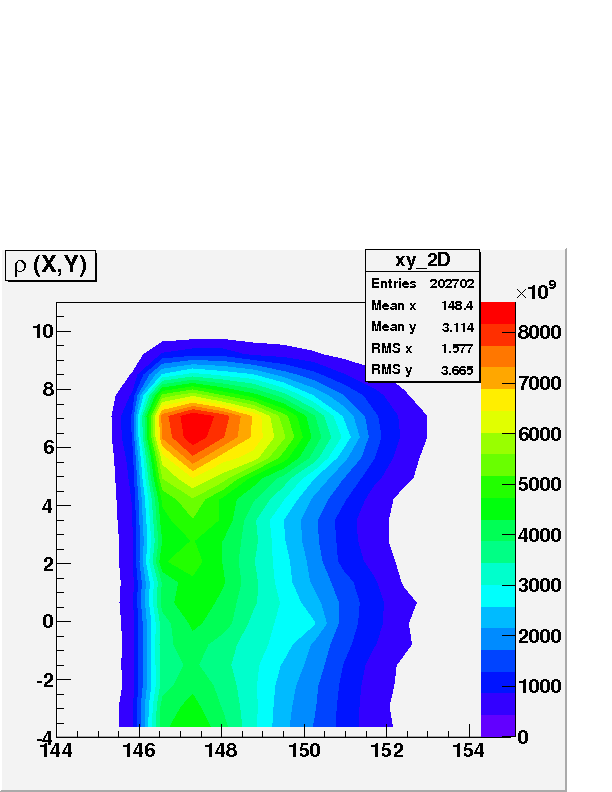 ρ (X,Y)
xy_2D
Entries 202702
Mean x 148.4
Mean y 3.114
RMS x 1.577
RMS y 3.665
×10⁹
10
8
6
4
2
0
-2
-4
144 146 148 150 152 154
8000
7000
6000
5000
4000
3000
2000
1000
0